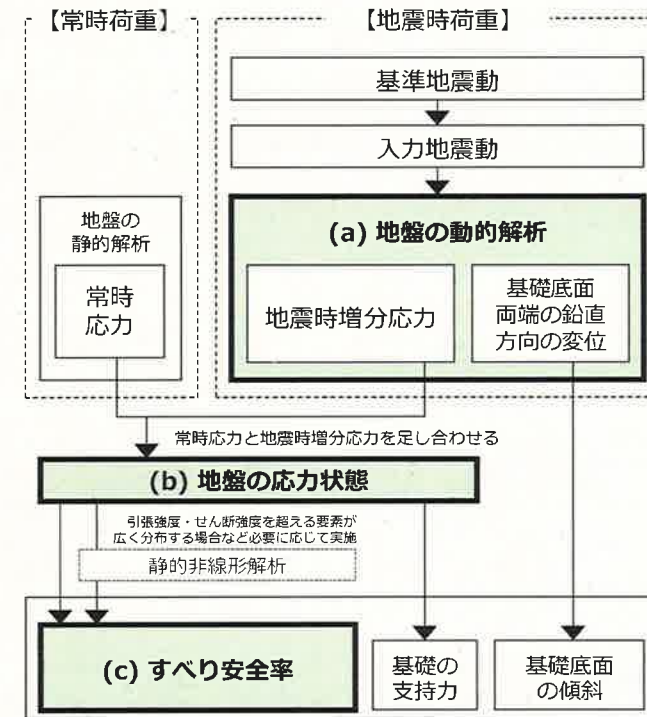 【常時荷重】
【地震時荷重】
基準地震動
入力地震動
(a) 地盤の動的解析
地盤の
静的解析
常時
応力
地震時増分応力
基礎底面
両端の鉛直
方向の変位
常時応力と地震時増分応力を足し合わせる
(b) 地盤の応力状態
引張強度・せん断強度を超える要素が
広く分布する場合など必要に応じて実施
静的非線形解析
(c) すべり安全率
基礎の
支持力
基礎底面
の傾斜